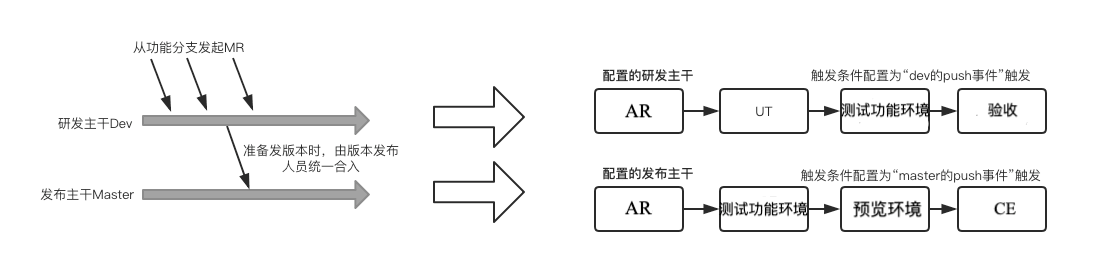 从功能分支发起MR
研发主干Dev
准备发版本时，由版本发布
人员统一合入
发布主干Master
配置的研发主干
触发条件配置为“dev的push事件”触发
AR
UT
测试功能环境
验收
配置的发布主干
触发条件配置为“master的push事件”触发
AR
测试功能环境
预览环境
CE